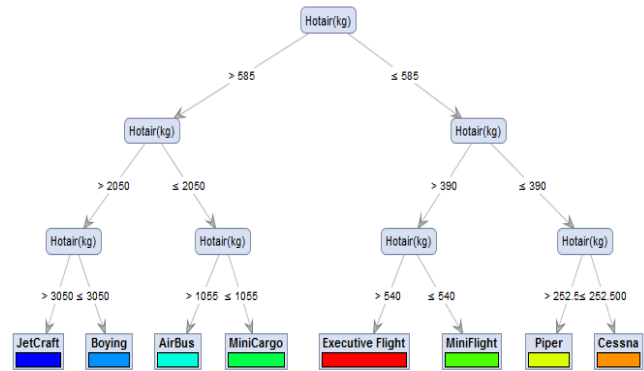 Hotair(kg)
> 585
≤ 585
Hotair(kg)
Hotair(kg)
> 2050
≤ 2050
> 390
≤ 390
Hotair(kg)
Hotair(kg)
Hotair(kg)
Hotair(kg)
> 3050
≤ 3050
> 1055
≤ 1055
> 540
≤ 540
> 252.5
≤ 252.500
JetCraft
Boying
AirBus
MiniCargo
Executive Flight
MiniFlight
Piper
Cessna